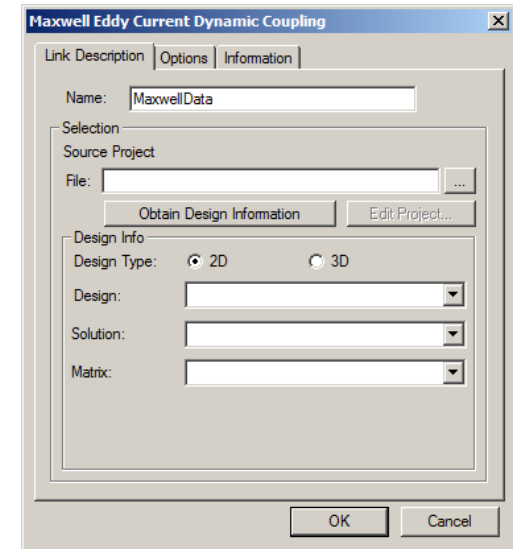 Maxwell Eddy Current Dynamic Coupling
Link Description Options Information
Name: MaxwellData
Selection
Source Project
File: ...
Obtain Design Information Edit Project...
Design Info
Design Type: 2D 3D
Design:
Solution:
Matrix:
OK Cancel